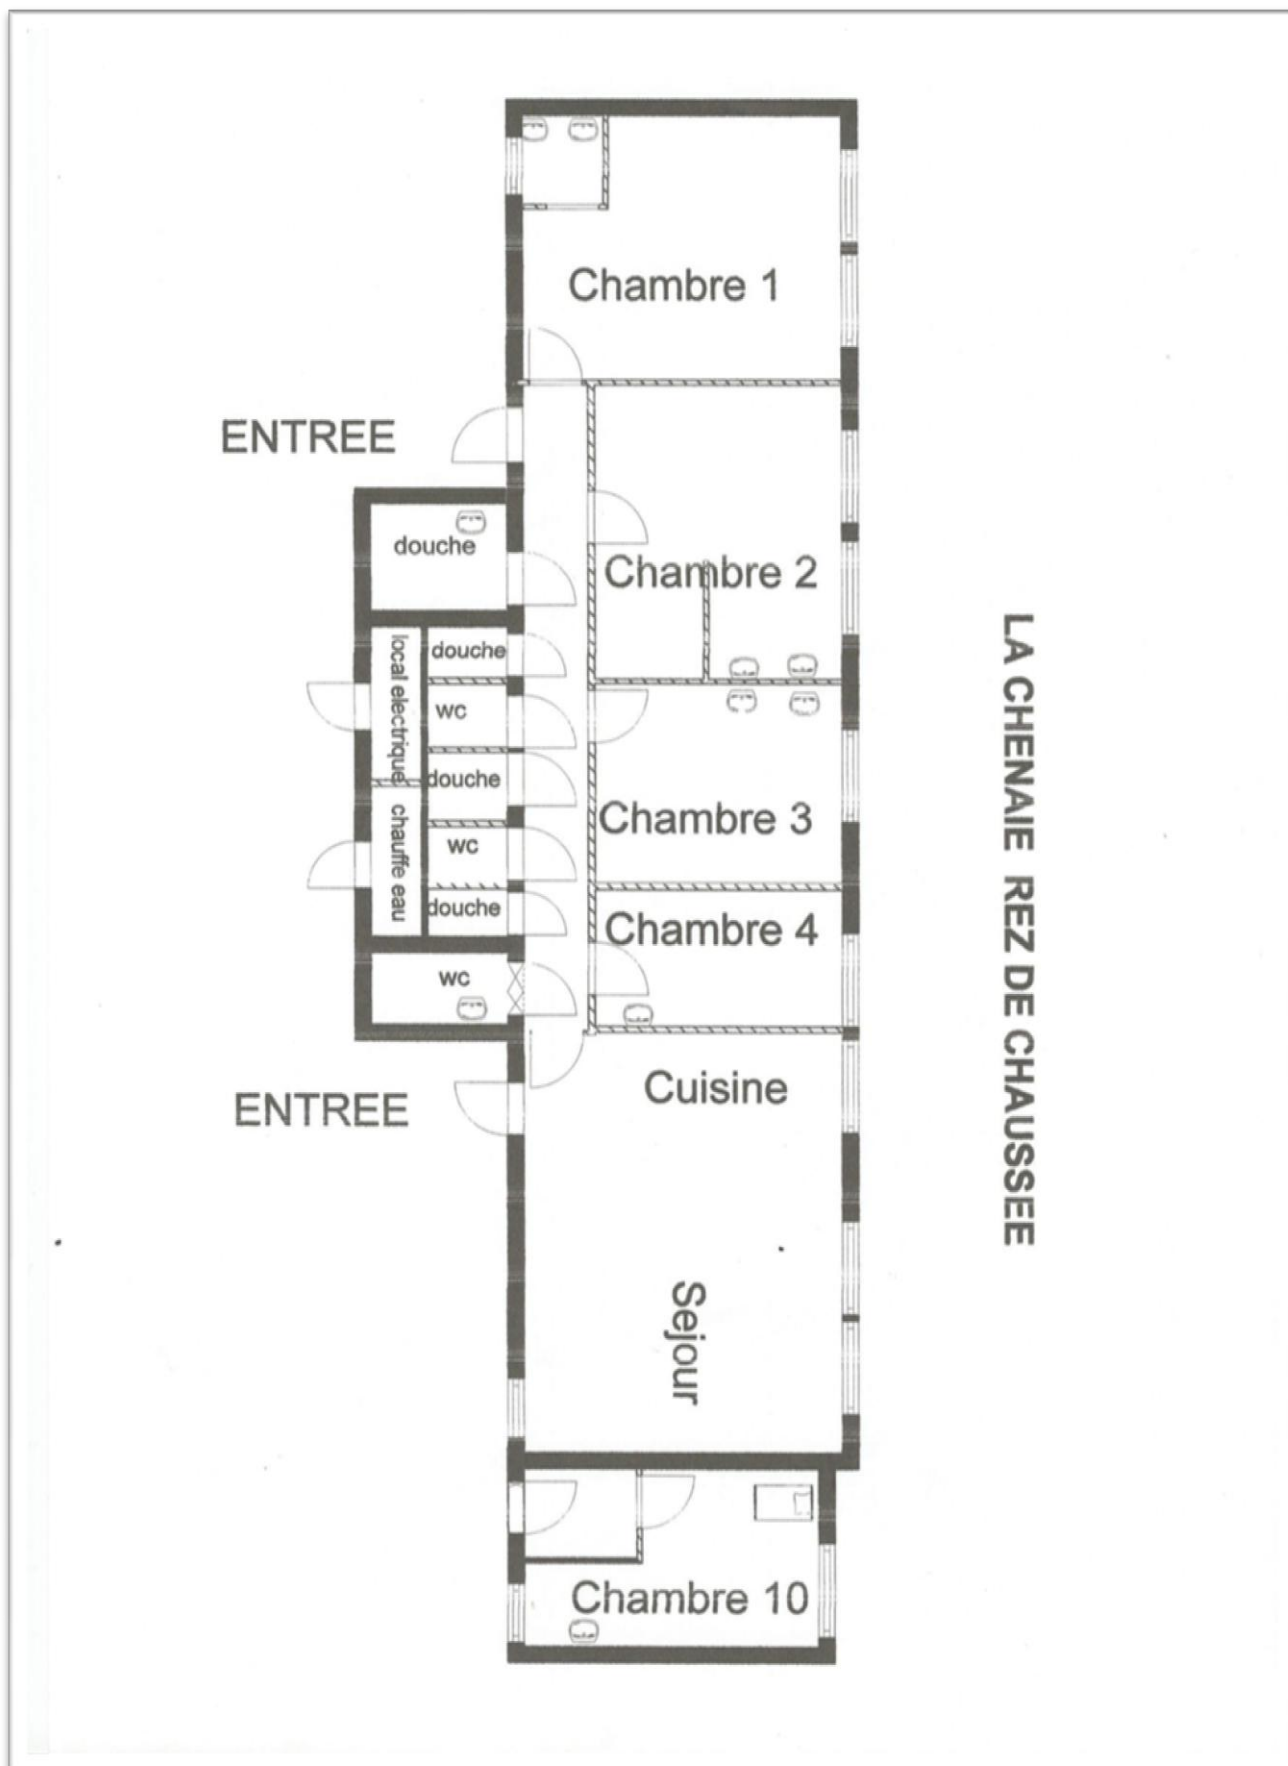 Chambre 1
ENTREE
douche
Chambre 2
douche
local electrique
wc
douche
Chambre 3
chauffe eau
wc
douche
Chambre 4
wc
Cuisine
ENTREE
Sejour
Chambre 10
LA CHENAIE REZ DE CHAUSSEE